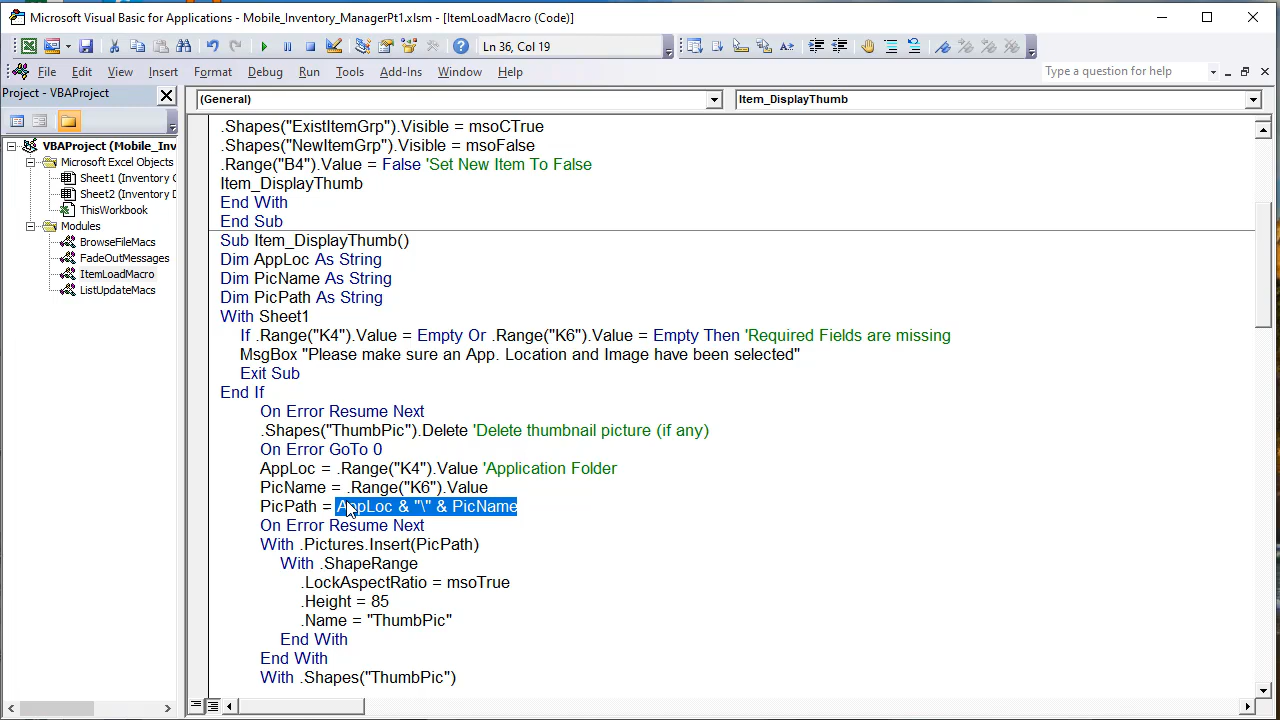 Microsoft Visual Basic for Applications - Mobile_Inventory_ManagerPt1.xlsm - [ItemLoadMacro (Code)]
Ln 36, Col 19
File Edit View Insert Format Debug Run Tools Add-Ins Window Help
Type a question for help
Project - VBAProject
(General)
Item_DisplayThumb
VBAProject (Mobile_Inv
Microsoft Excel Objects
Sheet1 (Inventory
Sheet2 (Inventory
ThisWorkbook
Modules
BrowseFileMacs
FadeOutMessages
ItemLoadMacro
ListUpdateMacs
.Shapes("ExistItemGrp").Visible = msoCTrue
.Shapes("NewItemGrp").Visible = msoFalse
.Range("B4").Value = False 'Set New Item To False
Item_DisplayThumb
End With
End Sub
Sub Item_DisplayThumb()
Dim AppLoc As String
Dim PicName As String
Dim PicPath As String
With Sheet1
If .Range("K4").Value = Empty Or .Range("K6").Value = Empty Then 'Required Fields are missing
MsgBox "Please make sure an App. Location and Image have been selected"
Exit Sub
End If
On Error Resume Next
.Shapes("ThumbPic").Delete 'Delete thumbnail picture (if any)
On Error GoTo 0
AppLoc = .Range("K4").Value 'Application Folder
PicName = .Range("K6").Value
PicPath = AppLoc & "\" & PicName
On Error Resume Next
With .Pictures.Insert(PicPath)
With .ShapeRange
.LockAspectRatio = msoTrue
.Height = 85
.Name = "ThumbPic"
End With
End With
With .Shapes("ThumbPic")